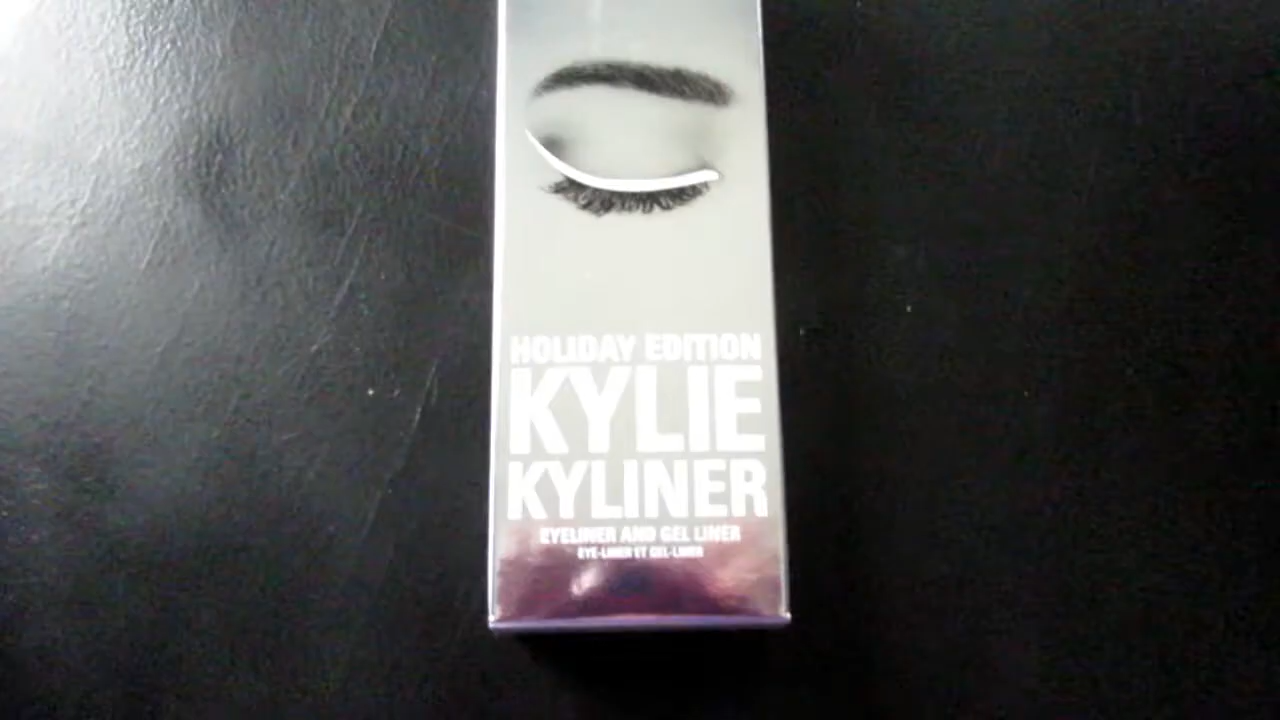 HOLIDAY EDITION
KYLIE
KYLINER
EYELINER AND GEL LINER
EYE-LINER ET GEL-LINER